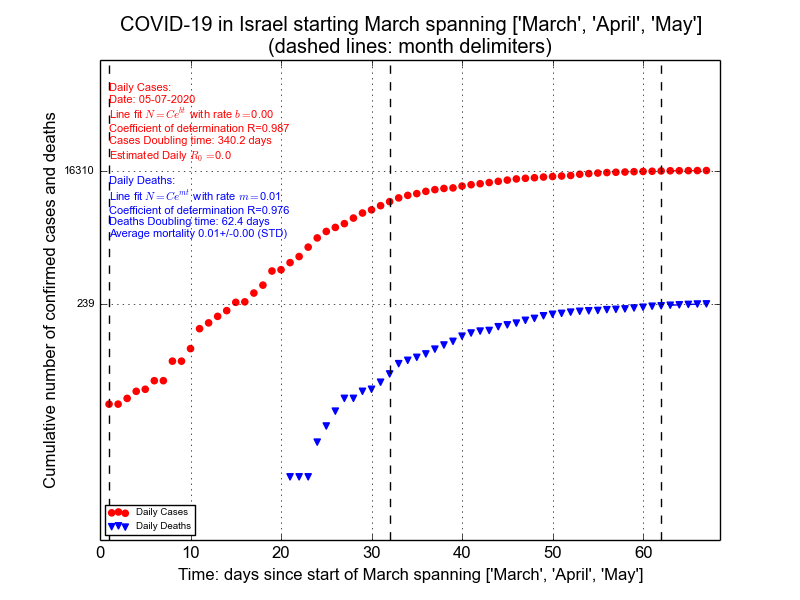 COVID-19 in Israel starting March spanning ['March', 'April', 'May']
(dashed lines: month delimiters)
Daily Cases:
Date: 05-07-2020
Line fit N = Ce^{bt} with rate b = 0.00
Coefficient of determination R=0.987
Cases Doubling time: 340.2 days
Estimated Daily R_0 = 0.0
Daily Deaths:
Line fit N = Ce^{mt} with rate m = 0.01
Coefficient of determination R=0.976
Deaths Doubling time: 62.4 days
Average mortality 0.01+/-0.00 (STD)
16310
239
Cumulative number of confirmed cases and deaths
Daily Cases
Daily Deaths
0 10 20 30 40 50 60
Time: days since start of March spanning ['March', 'April', 'May']